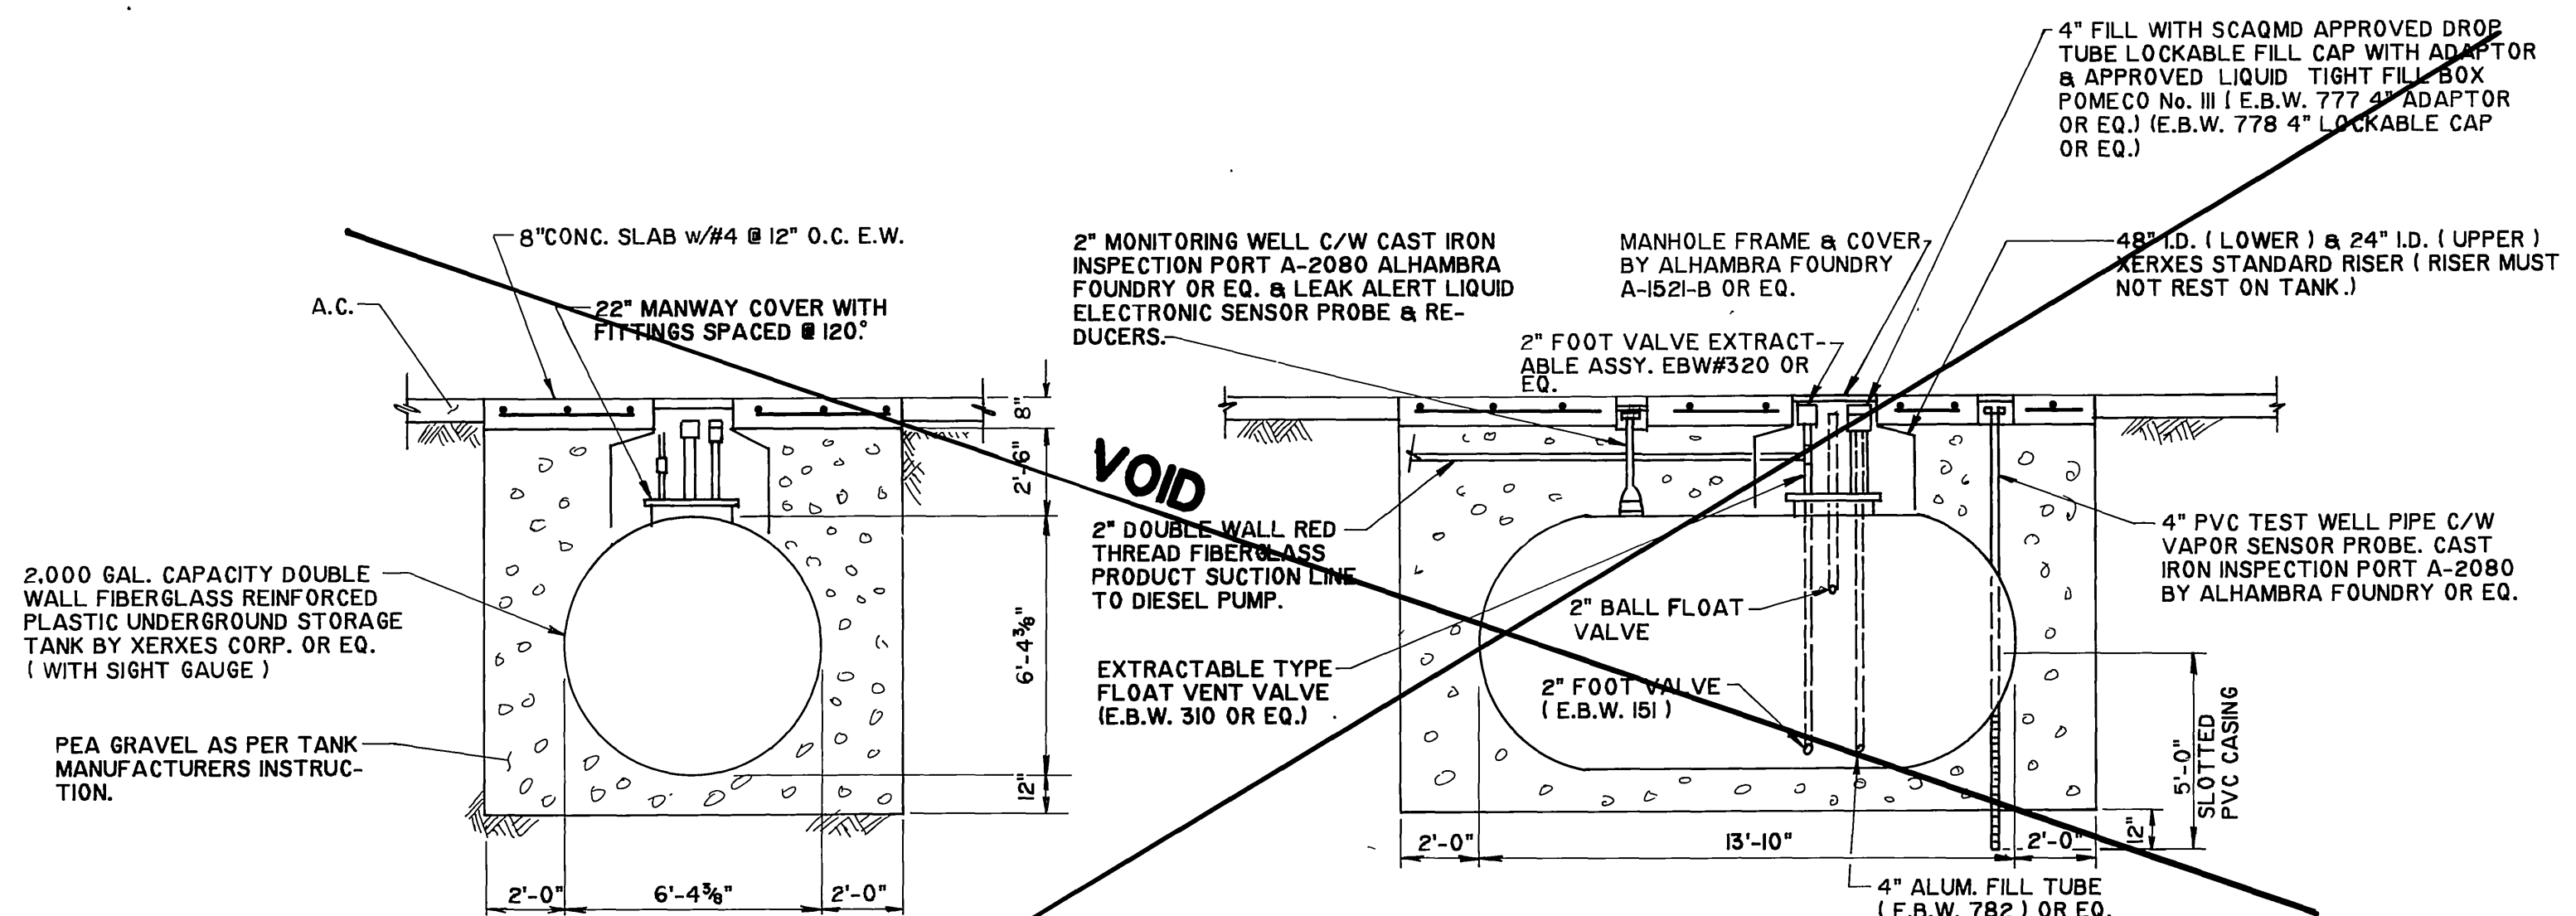 4" FILL WITH SCAQMD APPROVED DROP
TUBE LOCKABLE FILL CAP WITH ADAPTOR
& APPROVED LIQUID TIGHT FILL BOX
POMECO No. 111 ( E.B.W. 777 4" ADAPTOR
OR EQ.) (E.B.W. 778 4" LOCKABLE CAP
OR EQ.)
8"CONC. SLAB w/#4 @ 12" O.C. E.W.
A.C.
22" MANWAY COVER WITH
FITTINGS SPACED @ 120°
2,000 GAL. CAPACITY DOUBLE
WALL FIBERGLASS REINFORCED
PLASTIC UNDERGROUND STORAGE
TANK BY XERXES CORP. OR EQ.
( WITH SIGHT GAUGE )
PEA GRAVEL AS PER TANK
MANUFACTURERS INSTRUC-
TION.
8"
2'-6"
6'-4⅜"
12"
2'-0"
6'-4⅜"
2'-0"
VOID
2" MONITORING WELL C/W CAST IRON
INSPECTION PORT A-2080 ALHAMBRA
FOUNDRY OR EQ. & LEAK ALERT LIQUID
ELECTRONIC SENSOR PROBE & RE-
DUCERS.
MANHOLE FRAME & COVER
BY ALHAMBRA FOUNDRY
A-1521-B OR EQ.
2" FOOT VALVE EXTRACT-
ABLE ASSY. EBW#320 OR
EQ.
48" I.D. ( LOWER ) & 24" I.D. ( UPPER )
XERXES STANDARD RISER ( RISER MUST
NOT REST ON TANK.)
2" DOUBLE WALL RED
THREAD FIBERGLASS
PRODUCT SUCTION LINE
TO DIESEL PUMP.
EXTRACTABLE TYPE
FLOAT VENT VALVE
(E.B.W. 310 OR EQ.)
2" BALL FLOAT
VALVE
2" FOOT VALVE
( E.B.W. 151 )
4" PVC TEST WELL PIPE C/W
VAPOR SENSOR PROBE. CAST
IRON INSPECTION PORT A-2080
BY ALHAMBRA FOUNDRY OR EQ.
5'-0"
SLOTTED
PVC CASING
12"
2'-0"
13'-10"
2'-0"
4" ALUM. FILL TUBE
( E.B.W. 782 ) OR EQ.